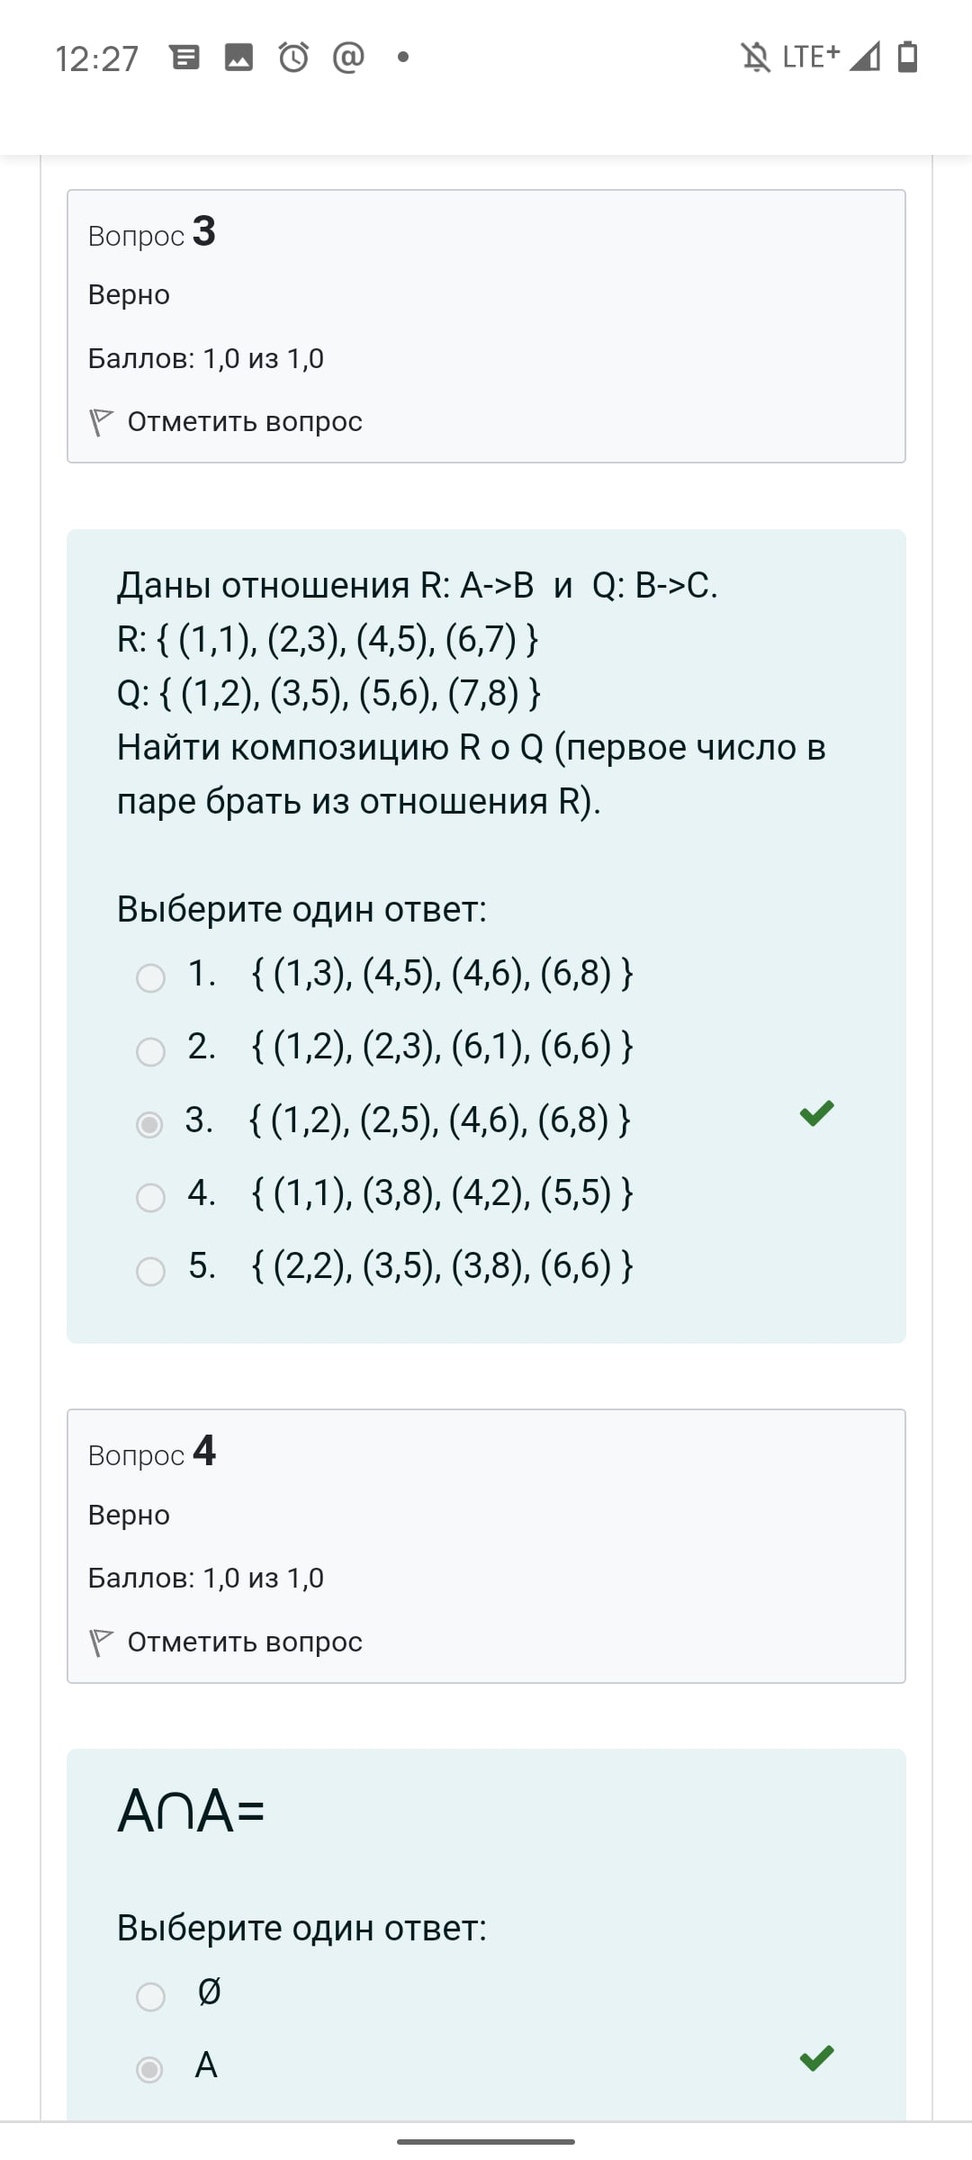 12:27 @ LTE+
Вопрос 3
Верно
Баллов: 1,0 из 1,0
Отметить вопрос
Даны отношения R: A->B и Q: B->C.
R: { (1,1), (2,3), (4,5), (6,7) }
Q: { (1,2), (3,5), (5,6), (7,8) }
Найти композицию R o Q (первое число в
паре брать из отношения R).
Выберите один ответ:
1. { (1,3), (4,5), (4,6), (6,8) }
2. { (1,2), (2,3), (6,1), (6,6) }
3. { (1,2), (2,5), (4,6), (6,8) }
4. { (1,1), (3,8), (4,2), (5,5) }
5. { (2,2), (3,5), (3,8), (6,6) }
Вопрос 4
Верно
Баллов: 1,0 из 1,0
Отметить вопрос
A∩A=
Выберите один ответ:
Ø
A